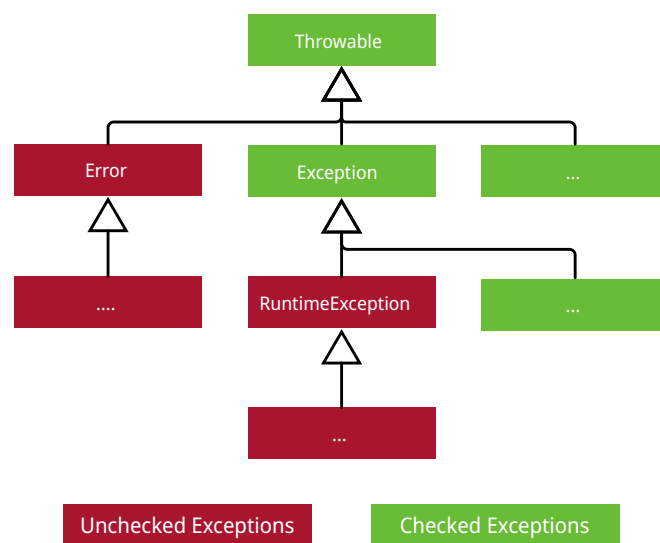 Throwable
Error
Exception
...
....
RuntimeException
...
...
Unchecked Exceptions
Checked Exceptions